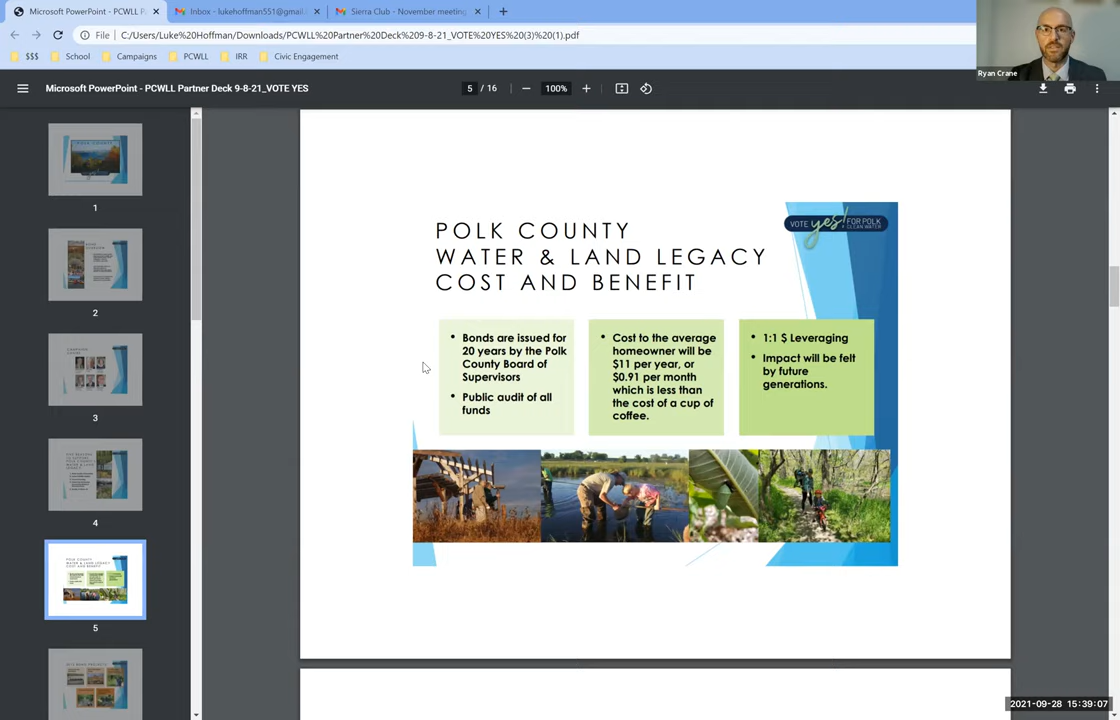 Microsoft PowerPoint - PCWLL P
Inbox - lukehoffman551@gmail
Sierra Club - November meeting
File
C:/Users/Luke%20Hoffman/Downloads/PCWLL%20Partner%20Deck%209-8-21_VOTE%20YES%20(3)%20(1).pdf
$$$
School
Campaigns
PCWLL
IRR
Civic Engagement
Ryan Crane
Microsoft PowerPoint - PCWLL Partner Deck 9-8-21_VOTE YES
5 / 16
100%
1
2
3
4
5
POLK COUNTY
WATER & LAND LEGACY
COST AND BENEFIT
VOTE yes! FOR POLK
CLEAN WATER
• Bonds are issued for
20 years by the Polk
County Board of
Supervisors
• Public audit of all
funds
• Cost to the average
homeowner will be
$11 per year, or
$0.91 per month
which is less than
the cost of a cup of
coffee.
• 1:1 $ Leveraging
• Impact will be felt
by future
generations.
2021-09-28 15:39:07